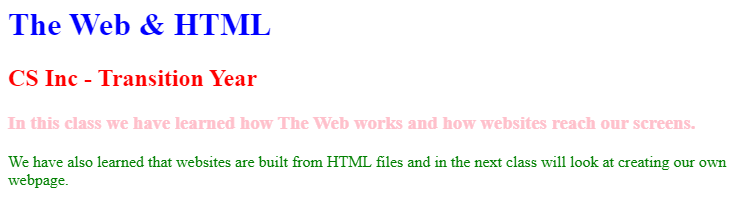 The Web & HTML
CS Inc - Transition Year
In this class we have learned how The Web works and how websites reach our screens.
We have also learned that websites are built from HTML files and in the next class will look at creating our own
webpage.